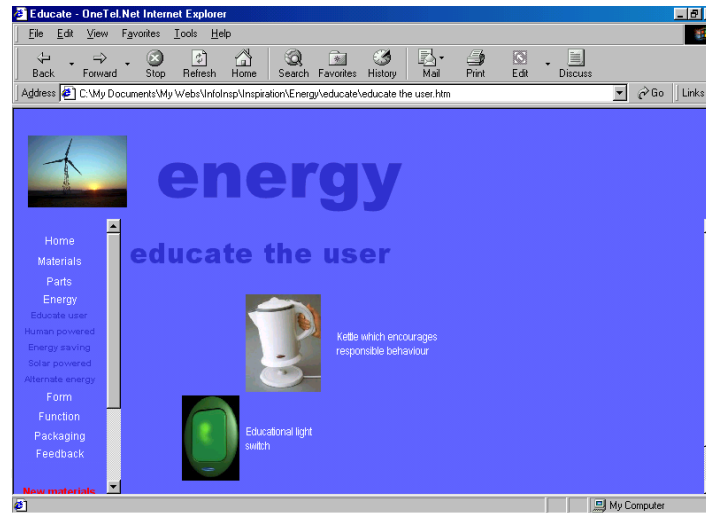 Educate - OneTel.Net Internet Explorer
File Edit View Favorites Tools Help
Back Forward Stop Refresh Home Search Favorites History Mail Print Edit Discuss
Address C:\My Documents\My Webs\InfoInsp\Inspiration\Energy\educate\educate the user.htm Go Links
energy
educate the user
Home
Materials
Parts
Energy
Educate user
Human powered
Energy saving
Solar powered
Alternate energy
Form
Function
Packaging
Feedback
New materials
Kettle which encourages
responsible behaviour
Educational light
switch
My Computer